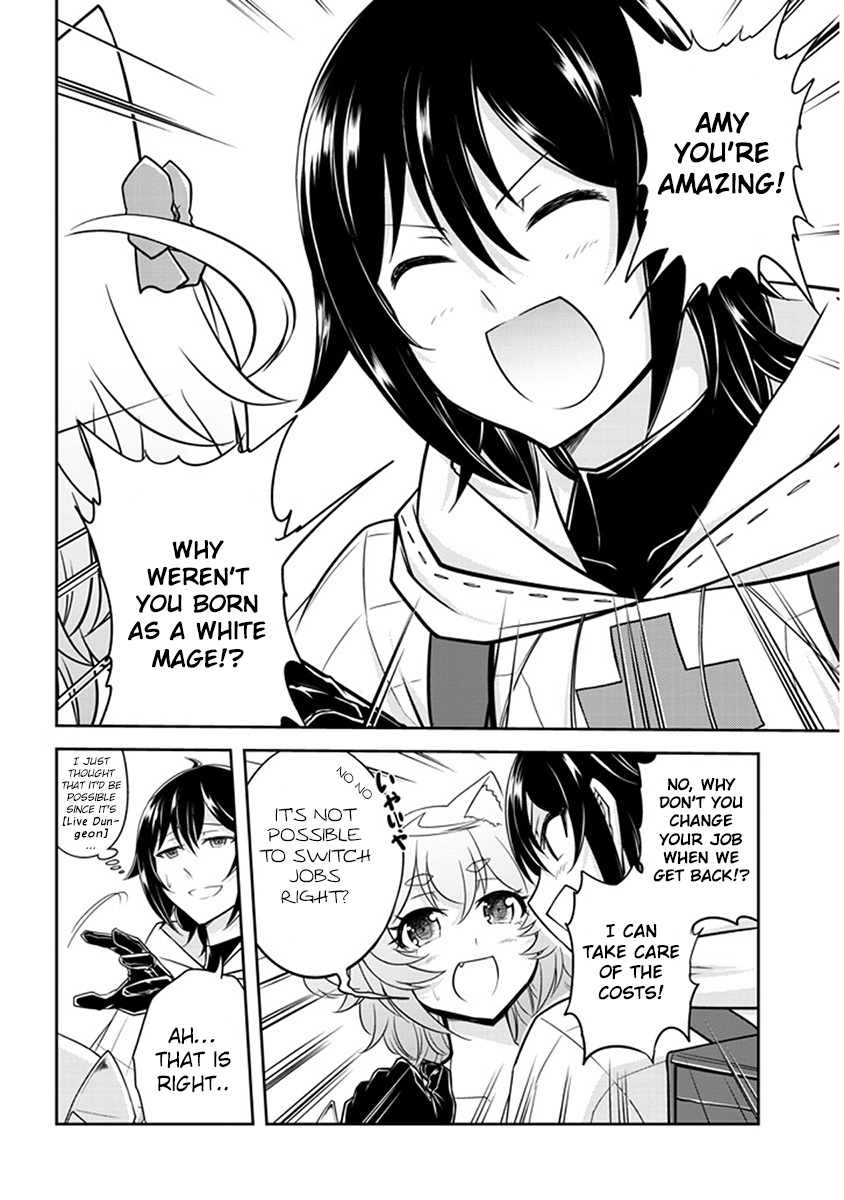 AMY
YOU'RE
AMAZING!
WHY
WEREN'T
YOU BORN
AS A WHITE
MAGE!?
NO, WHY
DON'T YOU
CHANGE
YOUR JOB
WHEN WE
GET BACK!?
I CAN
TAKE CARE
OF THE
COSTS!
NO NO
いやいや
IT'S NOT
POSSIBLE
TO SWITCH
JOBS
RIGHT?
I JUST
THOUGHT
THAT IT'D BE
POSSIBLE
SINCE IT'S
[Live Dun-
geon]
...
AH...
THAT IS
RIGHT..